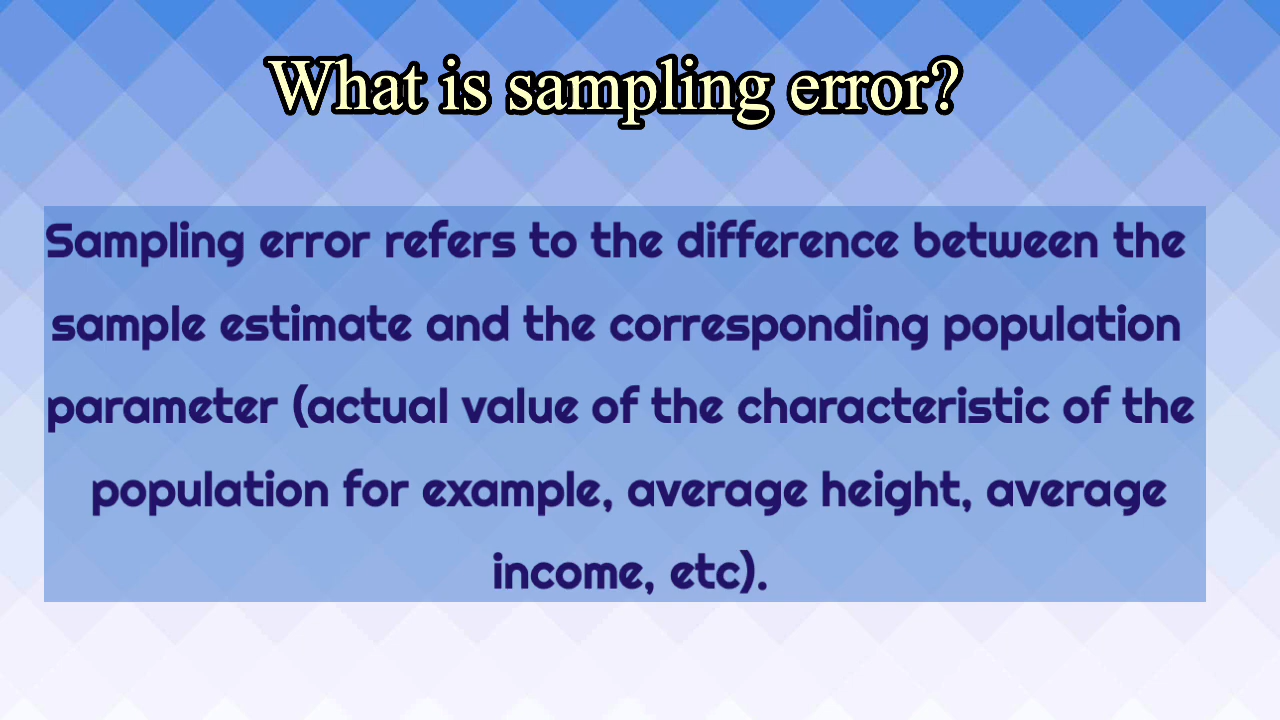 What is sampling error?
Sampling error refers to the difference between the
sample estimate and the corresponding population
parameter (actual value of the characteristic of the
population for example, average height, average
income, etc).